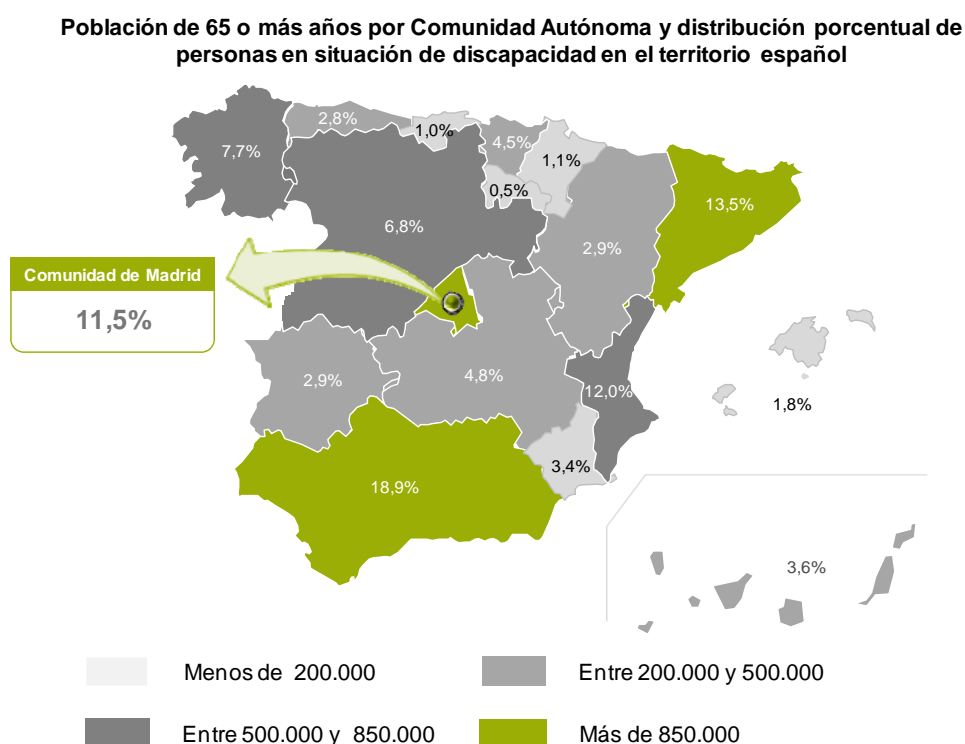 Población de 65 o más años por Comunidad Autónoma y distribución porcentual de
personas en situación de discapacidad en el territorio español
2,8%
1,0%
7,7%
4,5%
1,1%
0,5%
13,5%
6,8%
2,9%
Comunidad de Madrid
11,5%
2,9%
4,8%
12,0%
1,8%
3,4%
18,9%
3,6%
Menos de 200.000
Entre 200.000 y 500.000
Entre 500.000 y 850.000
Más de 850.000